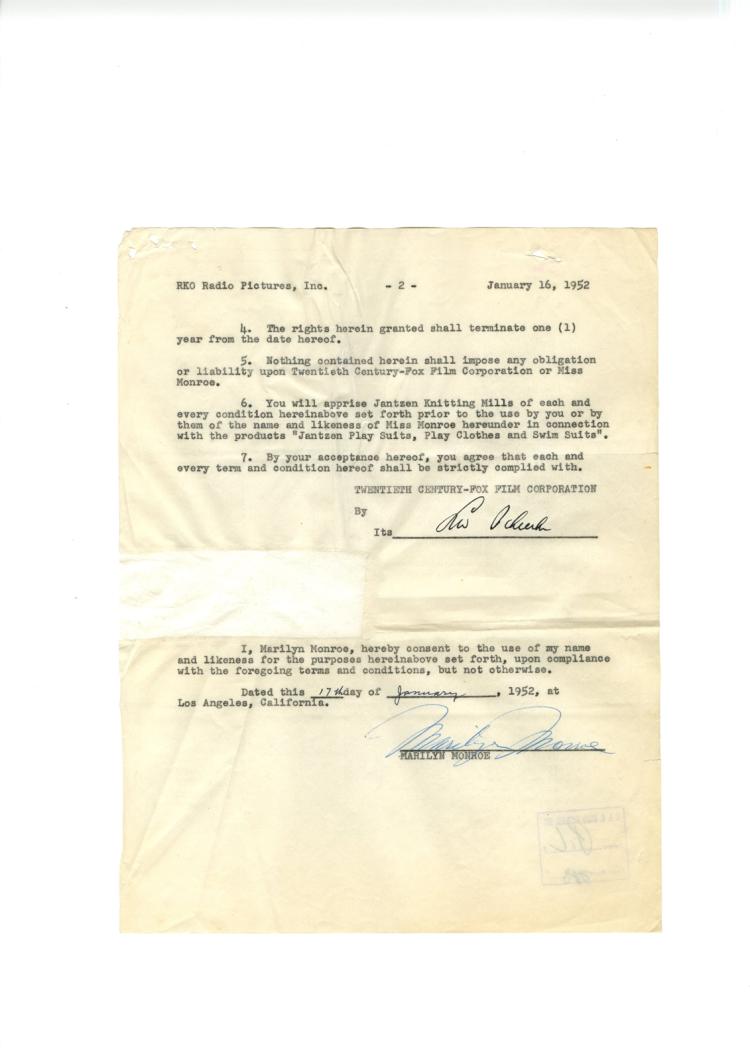 RKO Radio Pictures, Inc. - 2 - January 16, 1952
4. The rights herein granted shall terminate one (1)
year from the date hereof.
5. Nothing contained herein shall impose any obligation
or liability upon Twentieth Century-Fox Film Corporation or Miss
Monroe.
6. You will apprise Jantzen Knitting Mills of each and
every condition hereinabove set forth prior to the use by you or by
them of the name and likeness of Miss Monroe hereunder in connection
with the products "Jantzen Play Suits, Play Clothes and Swim Suits".
7. By your acceptance hereof, you agree that each and
every term and condition hereof shall be strictly complied with.
TWENTIETH CENTURY-FOX FILM CORPORATION
By
Its
I, Marilyn Monroe, hereby consent to the use of my name
and likeness for the purposes hereinabove set forth, upon compliance
with the foregoing terms and conditions, but not otherwise.
Dated this 17th day of January, 1952, at
Los Angeles, California.
Marilyn Monroe
MARILYN MONROE